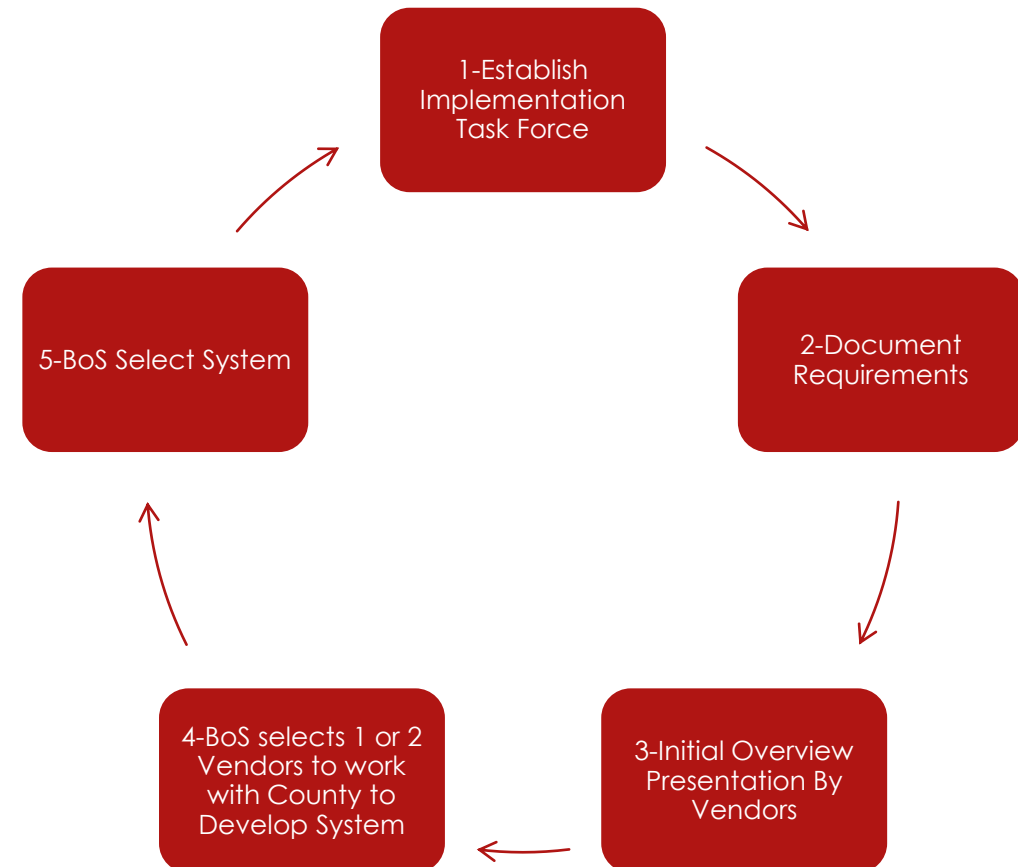 1-Establish
Implementation
Task Force
2-Document
Requirements
3-Initial Overview
Presentation By
Vendors
4-BoS selects 1 or 2
Vendors to work
with County to
Develop System
5-BoS Select System